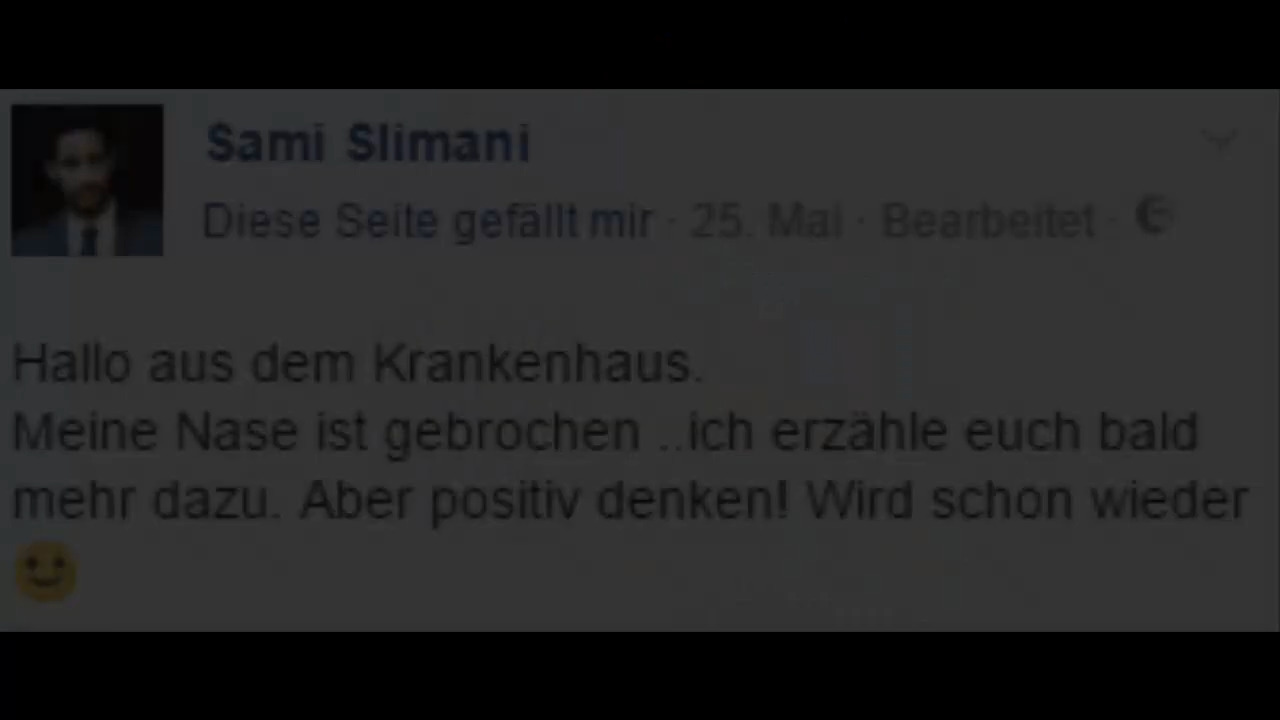 Sami Slimani
Diese Seite gefällt mir · 25. Mai · Bearbeitet ·
Hallo aus dem Krankenhaus.
Meine Nase ist gebrochen ..ich erzähle euch bald
mehr dazu. Aber positiv denken! Wird schon wieder